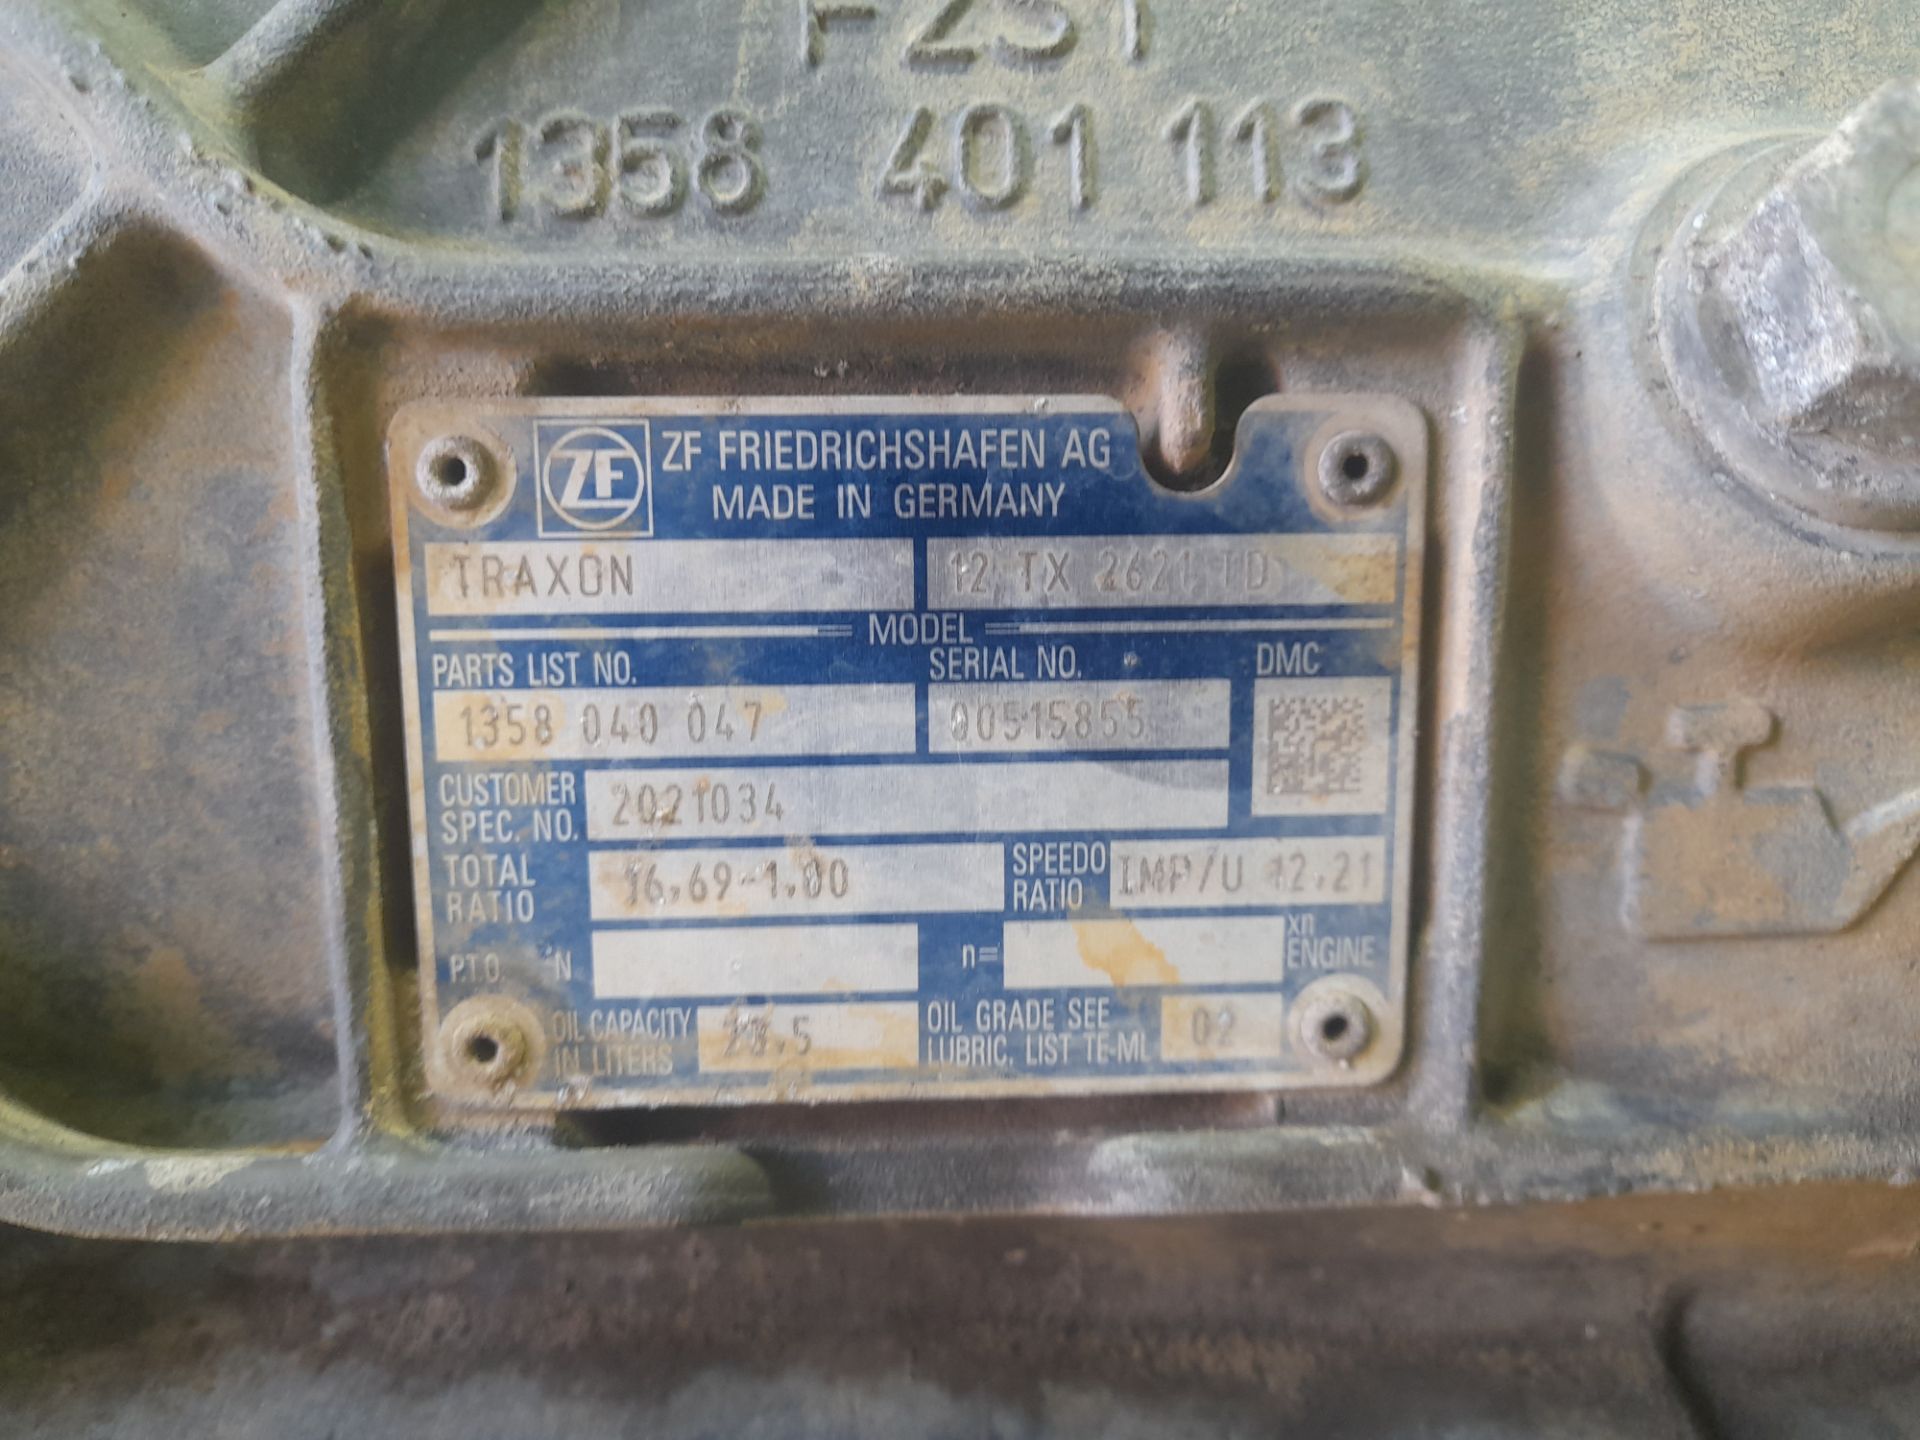 1358 401 113
ZF
ZF FRIEDRICHSHAFEN AG
MADE IN GERMANY
TRAXON 12 TX 2621 TD
MODEL
PARTS LIST NO. SERIAL NO. DMC
1358 040 047 00515855
CUSTOMER SPEC. NO. 2021034
TOTAL RATIO 16,69-1.00 SPEEDO RATIO IMP/U 12,21
P.T.O. N n= xn ENGINE
OIL CAPACITY IN LITERS OIL GRADE SEE LUBRIC. LIST TE-ML 02